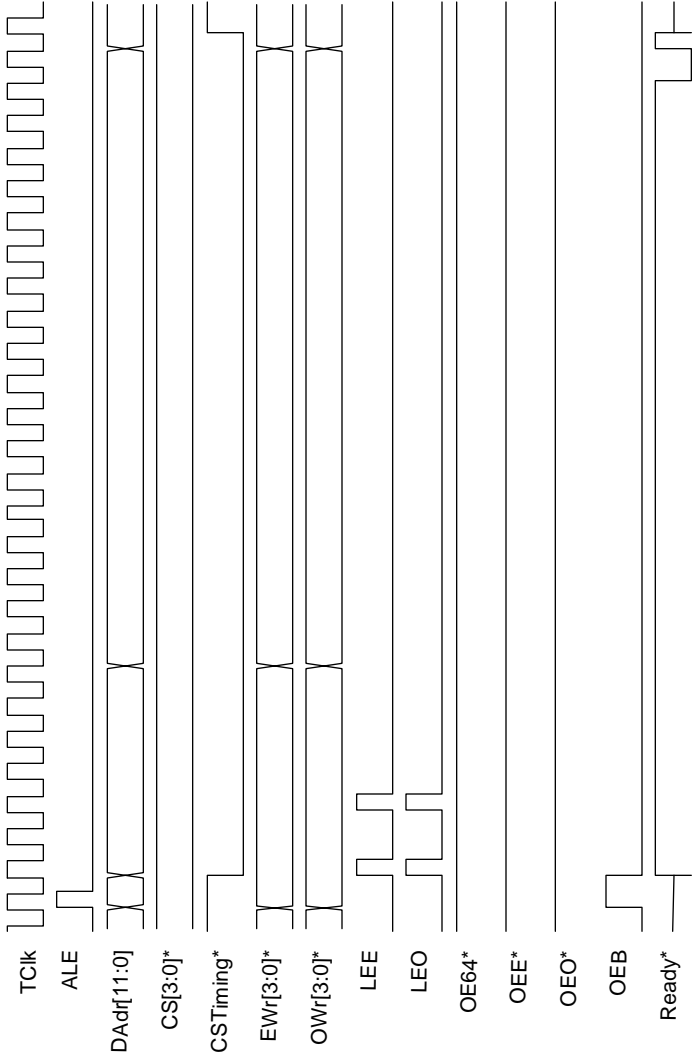 TClk
ALE
DAdr[11:0]
CS[3:0]*
CSTiming*
EWr[3:0]*
OWr[3:0]*
LEE
LEO
OE64*
OEE*
OEO*
OEB
Ready*